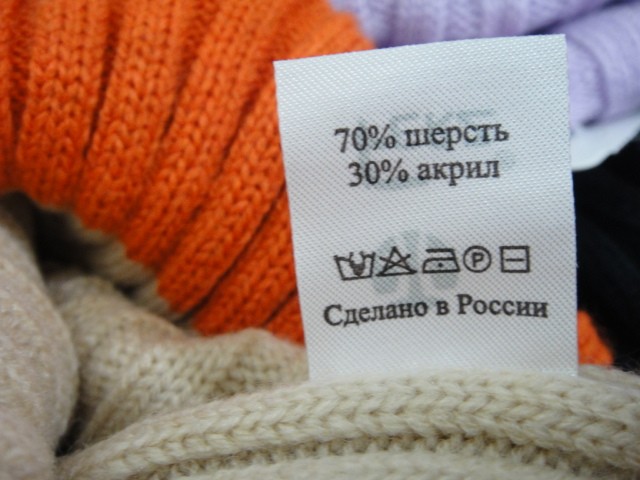 70% шерсть
30% акрил
P
Сделано в России